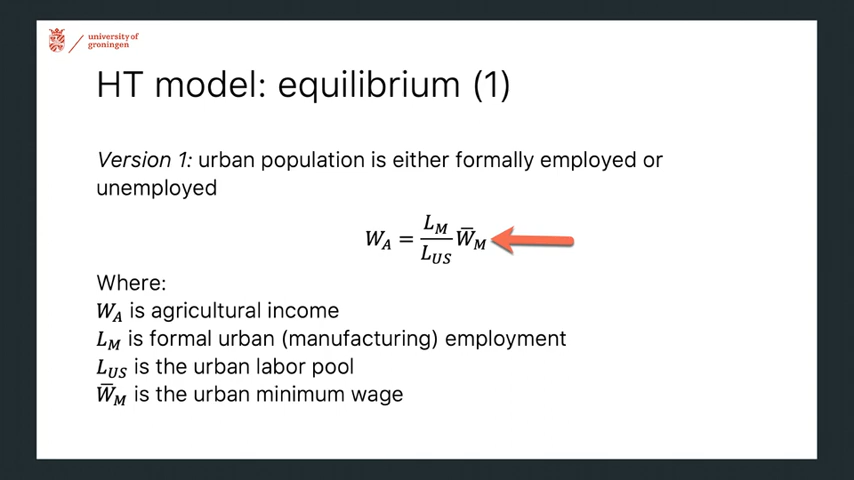 university of
groningen
HT model: equilibrium (1)
Version 1: urban population is either formally employed or
unemployed
W_A = L_M / L_US W̄_M
Where:
W_A is agricultural income
L_M is formal urban (manufacturing) employment
L_US is the urban labor pool
W̄_M is the urban minimum wage